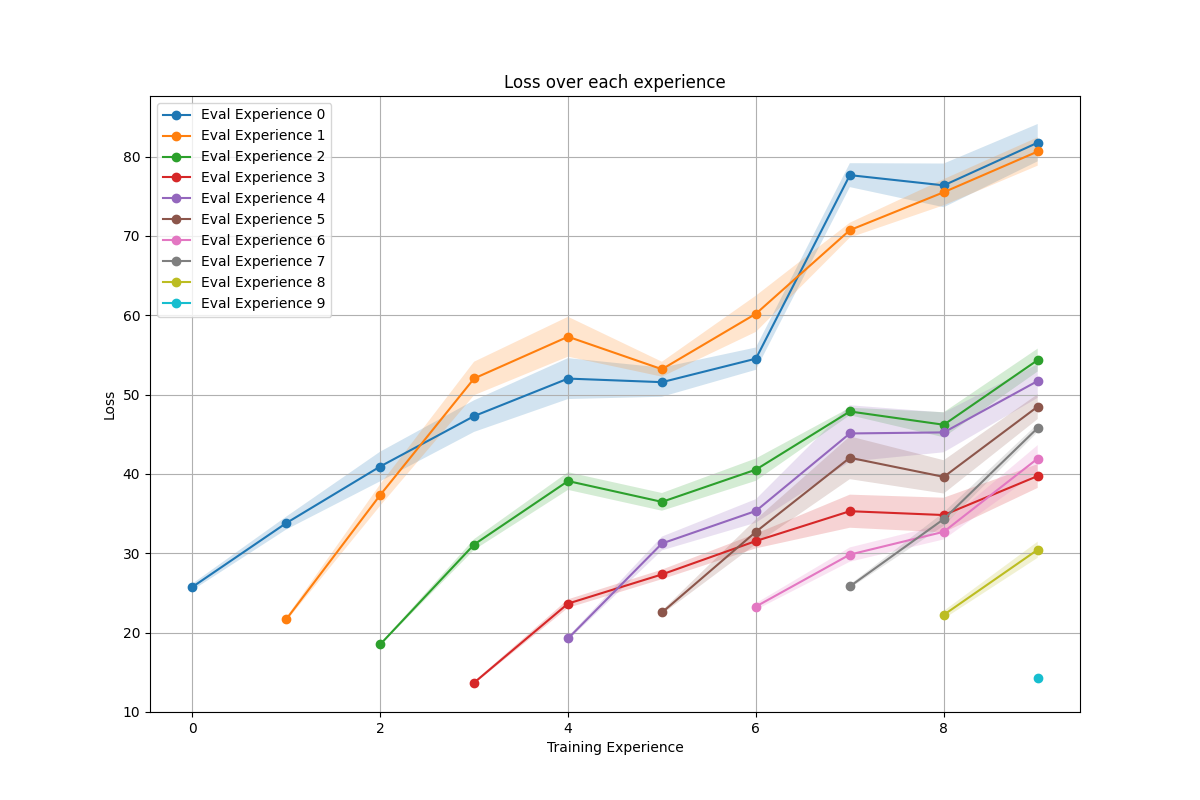 Loss over each experience
Eval Experience 0
Eval Experience 1
Eval Experience 2
Eval Experience 3
Eval Experience 4
Eval Experience 5
Eval Experience 6
Eval Experience 7
Eval Experience 8
Eval Experience 9
80
70
60
50
40
30
20
10
Loss
0 2 4 6 8
Training Experience